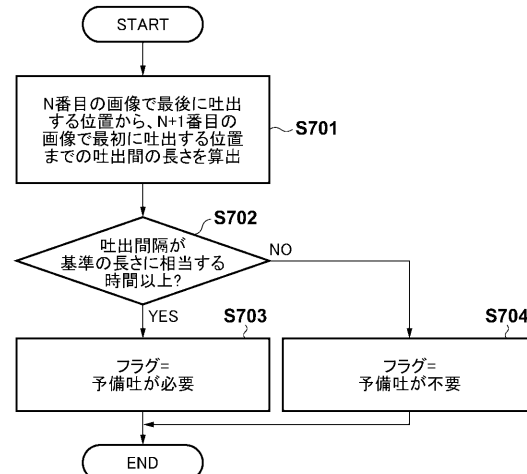 START
N番目の画像で最後に吐出
する位置から、N+1番目の
画像で最初に吐出する位置
までの吐出間の長さを算出
S701
S702
吐出間隔が
基準の長さに相当する
時間以上?
NO
YES
S703
フラグ=
予備吐が必要
S704
フラグ=
予備吐が不要
END